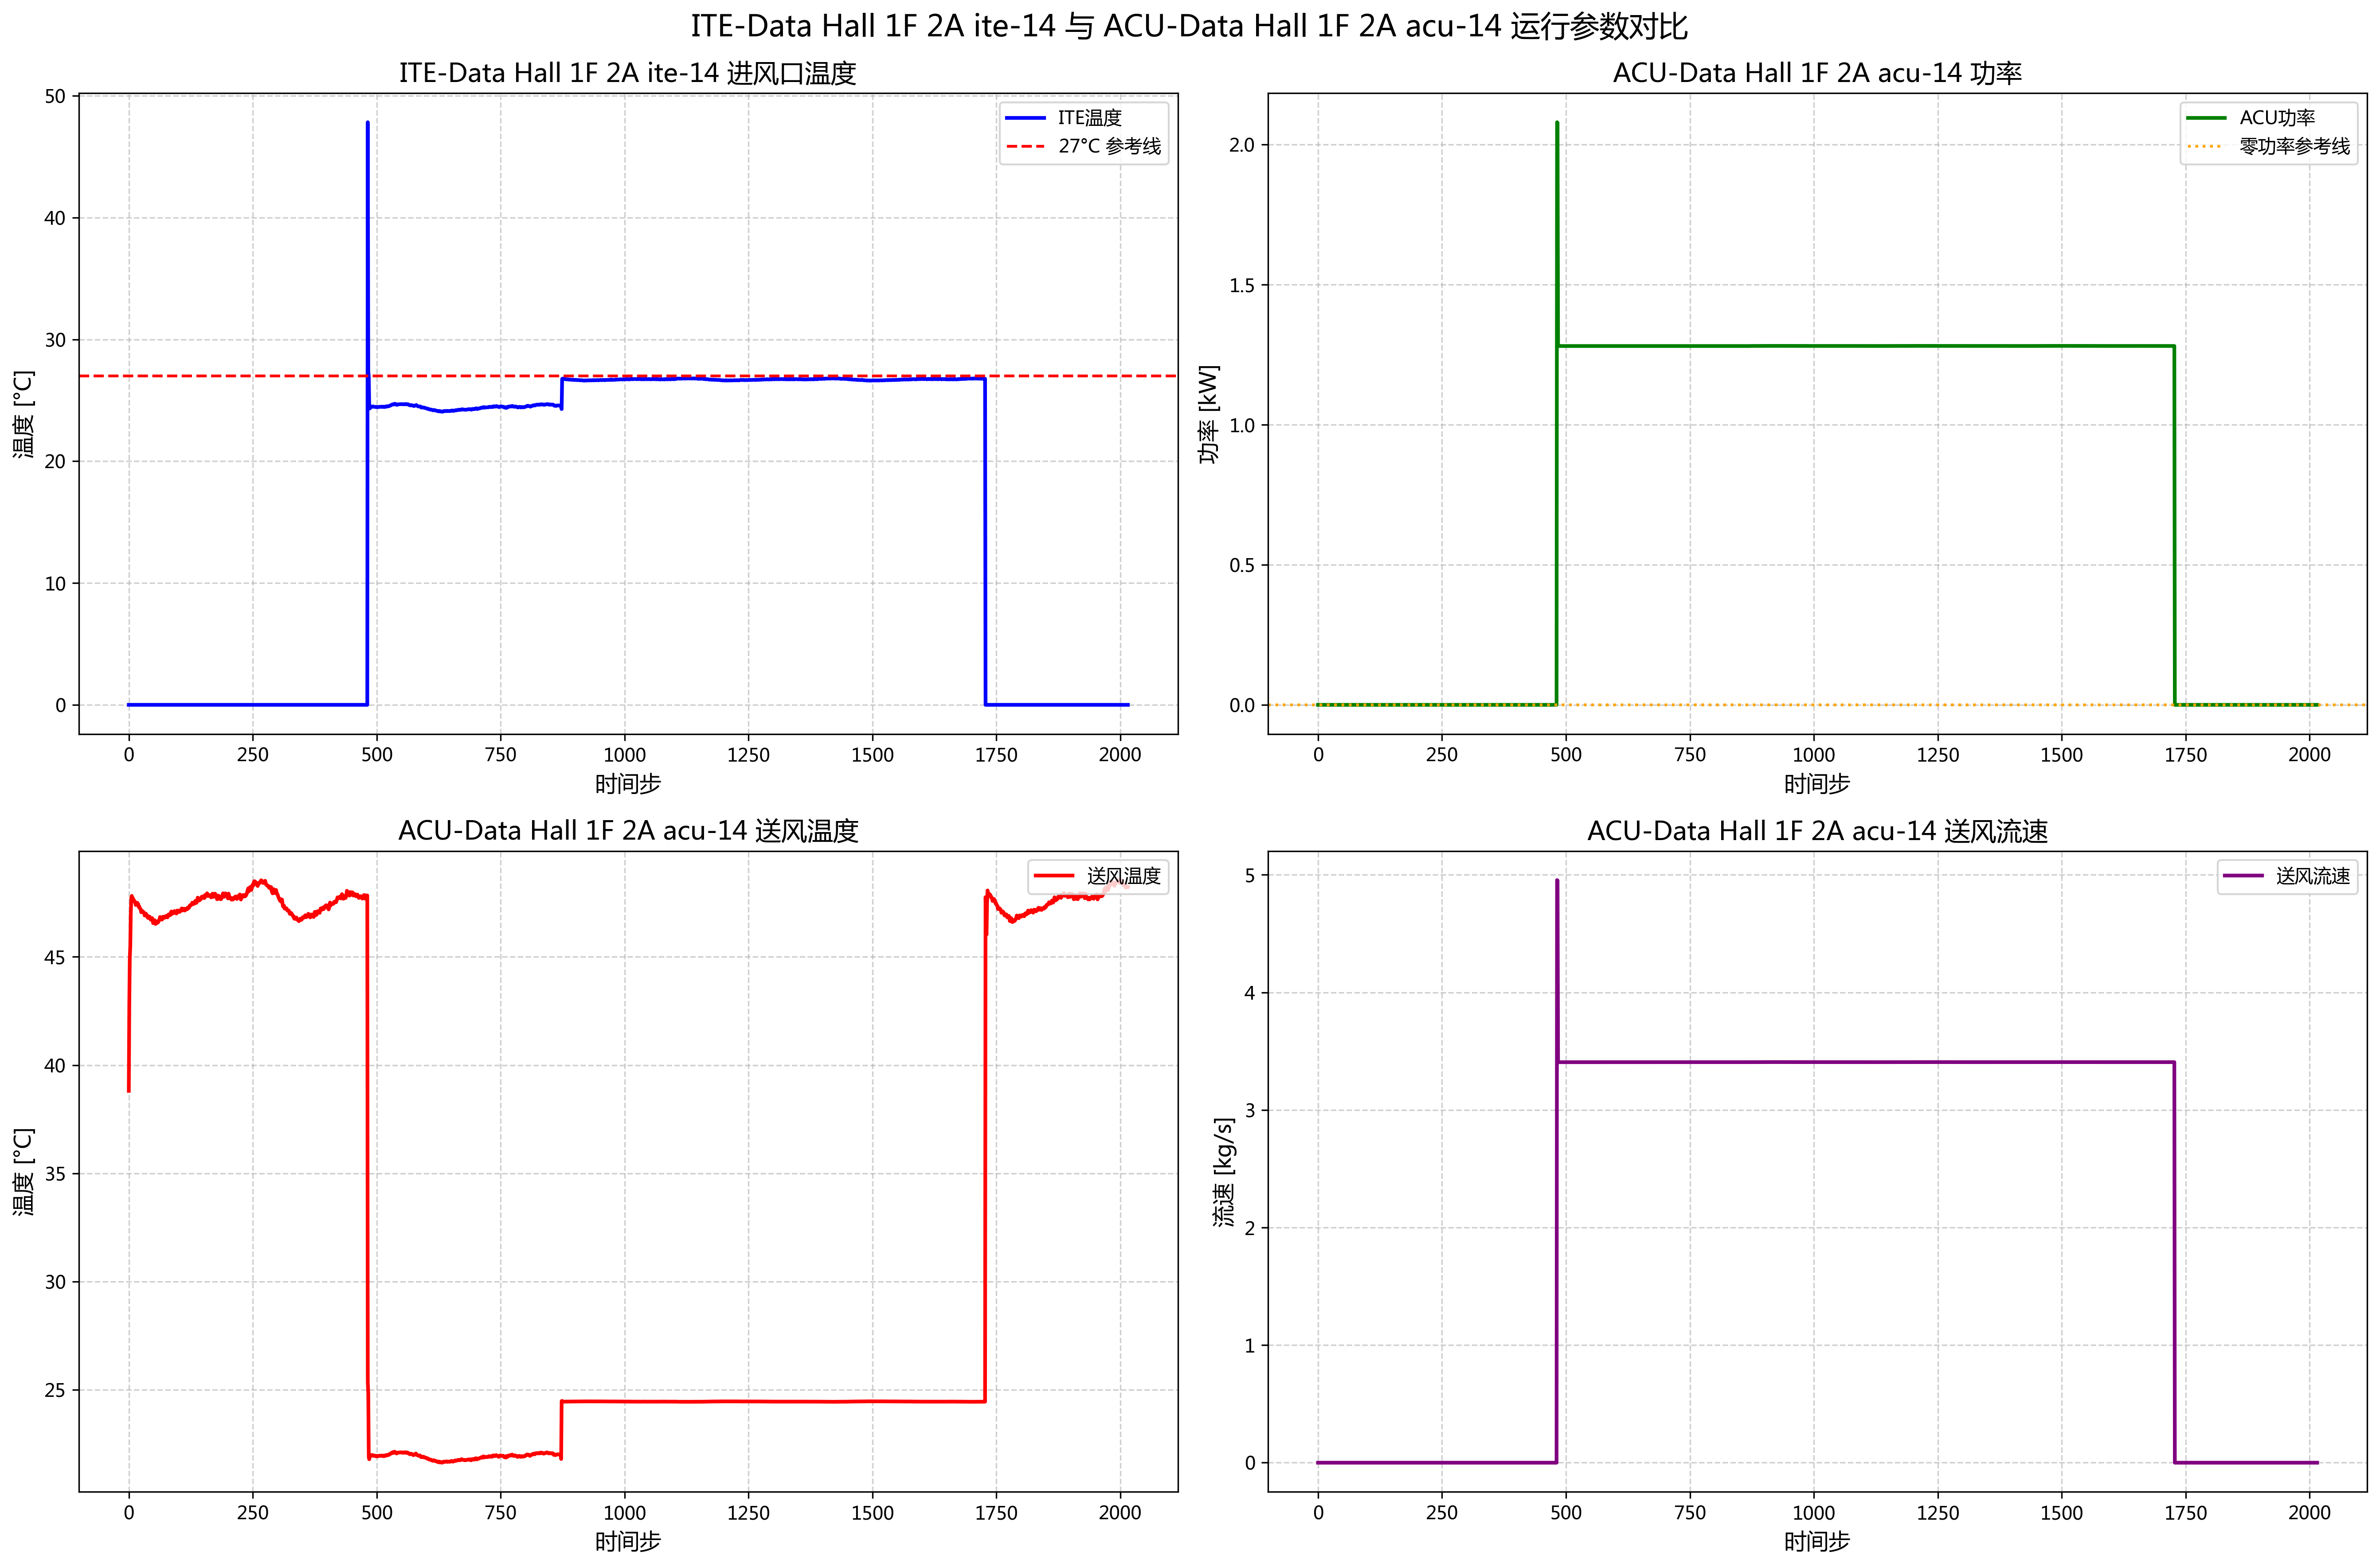 ITE-Data Hall 1F 2A ite-14 与 ACU-Data Hall 1F 2A acu-14 运行参数对比
ITE-Data Hall 1F 2A ite-14 进风口温度
温度 [°C]
50
40
30
20
10
0
ITE温度
27°C 参考线
0 250 500 750 1000 1250 1500 1750 2000
时间步
ACU-Data Hall 1F 2A acu-14 功率
功率 [kW]
2.0
1.5
1.0
0.5
0.0
ACU功率
零功率参考线
0 250 500 750 1000 1250 1500 1750 2000
时间步
ACU-Data Hall 1F 2A acu-14 送风温度
温度 [°C]
45
40
35
30
25
送风温度
0 250 500 750 1000 1250 1500 1750 2000
时间步
ACU-Data Hall 1F 2A acu-14 送风流速
流速 [kg/s]
5
4
3
2
1
0
送风流速
0 250 500 750 1000 1250 1500 1750 2000
时间步